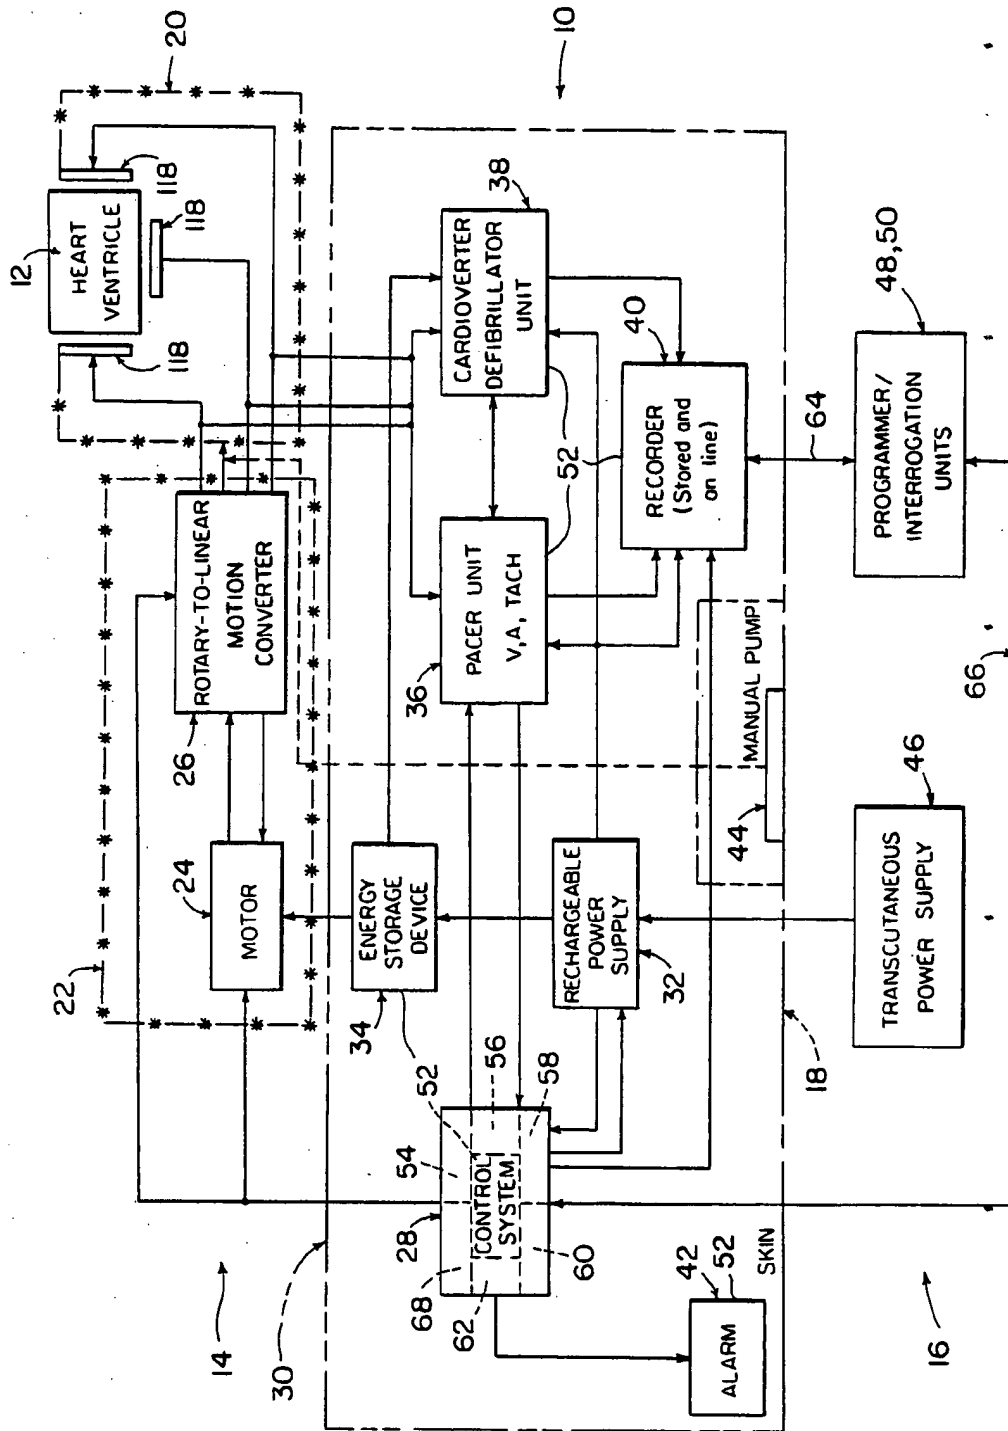 20
12
HEART
VENTRICLE
118
118
118
10
22
24
MOTOR
26
ROTARY-TO-LINEAR
MOTION
CONVERTER
14
30
28
54
CONTROL
SYSTEM
68
62
60
52
56
58
34
ENERGY
STORAGE
DEVICE
52
36
PACER UNIT
V,A, TACH
38
CARDIOVERTER
DEFIBRILLATOR
UNIT
52
40
RECORDER
(Stored and
on line)
RECHARGEABLE
POWER
SUPPLY
32
MANUAL PUMP
44
42
52
ALARM
SKIN
18
64
16
TRANSCUTANEOUS
POWER SUPPLY
46
PROGRAMMER/
INTERROGATION
UNITS
48,50
66